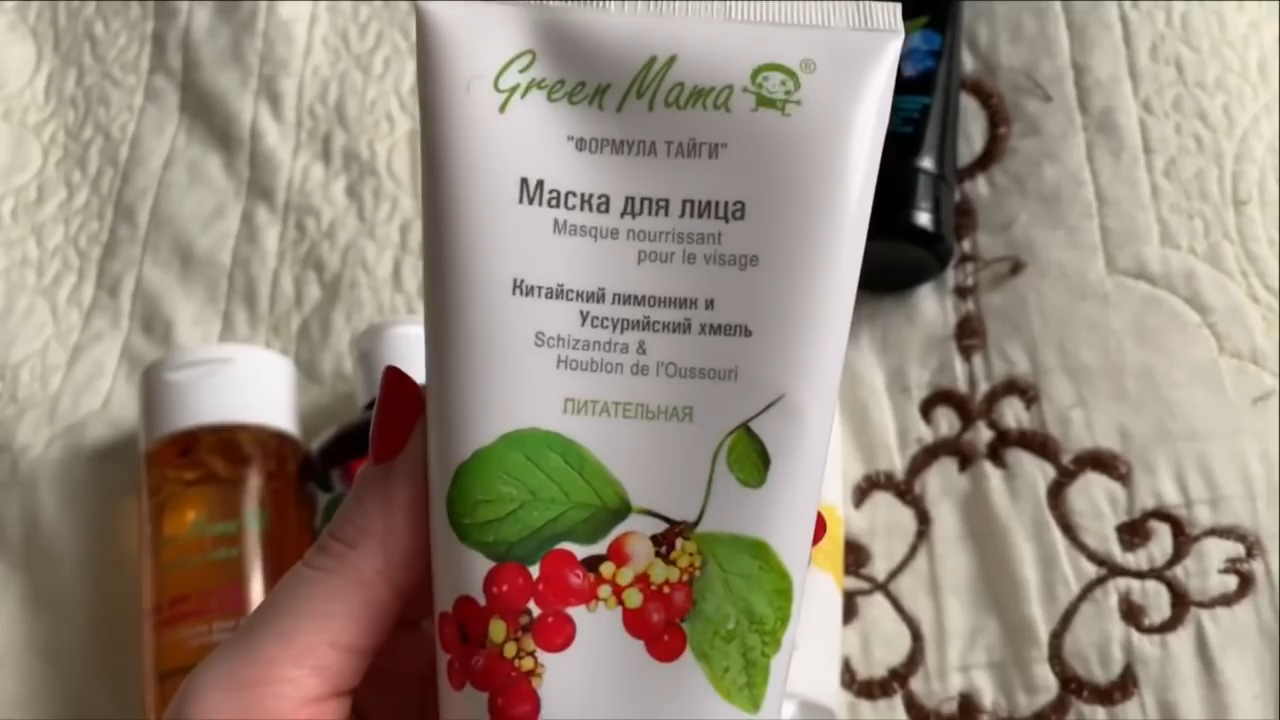 Green Mama ®
"ФОРМУЛА ТАЙГИ"
Маска для лица
Masque nourrissant
pour le visage
Китайский лимонник и
Уссурийский хмель
Schizandra &
Houblon de l'Oussouri
ПИТАТЕЛЬНАЯ